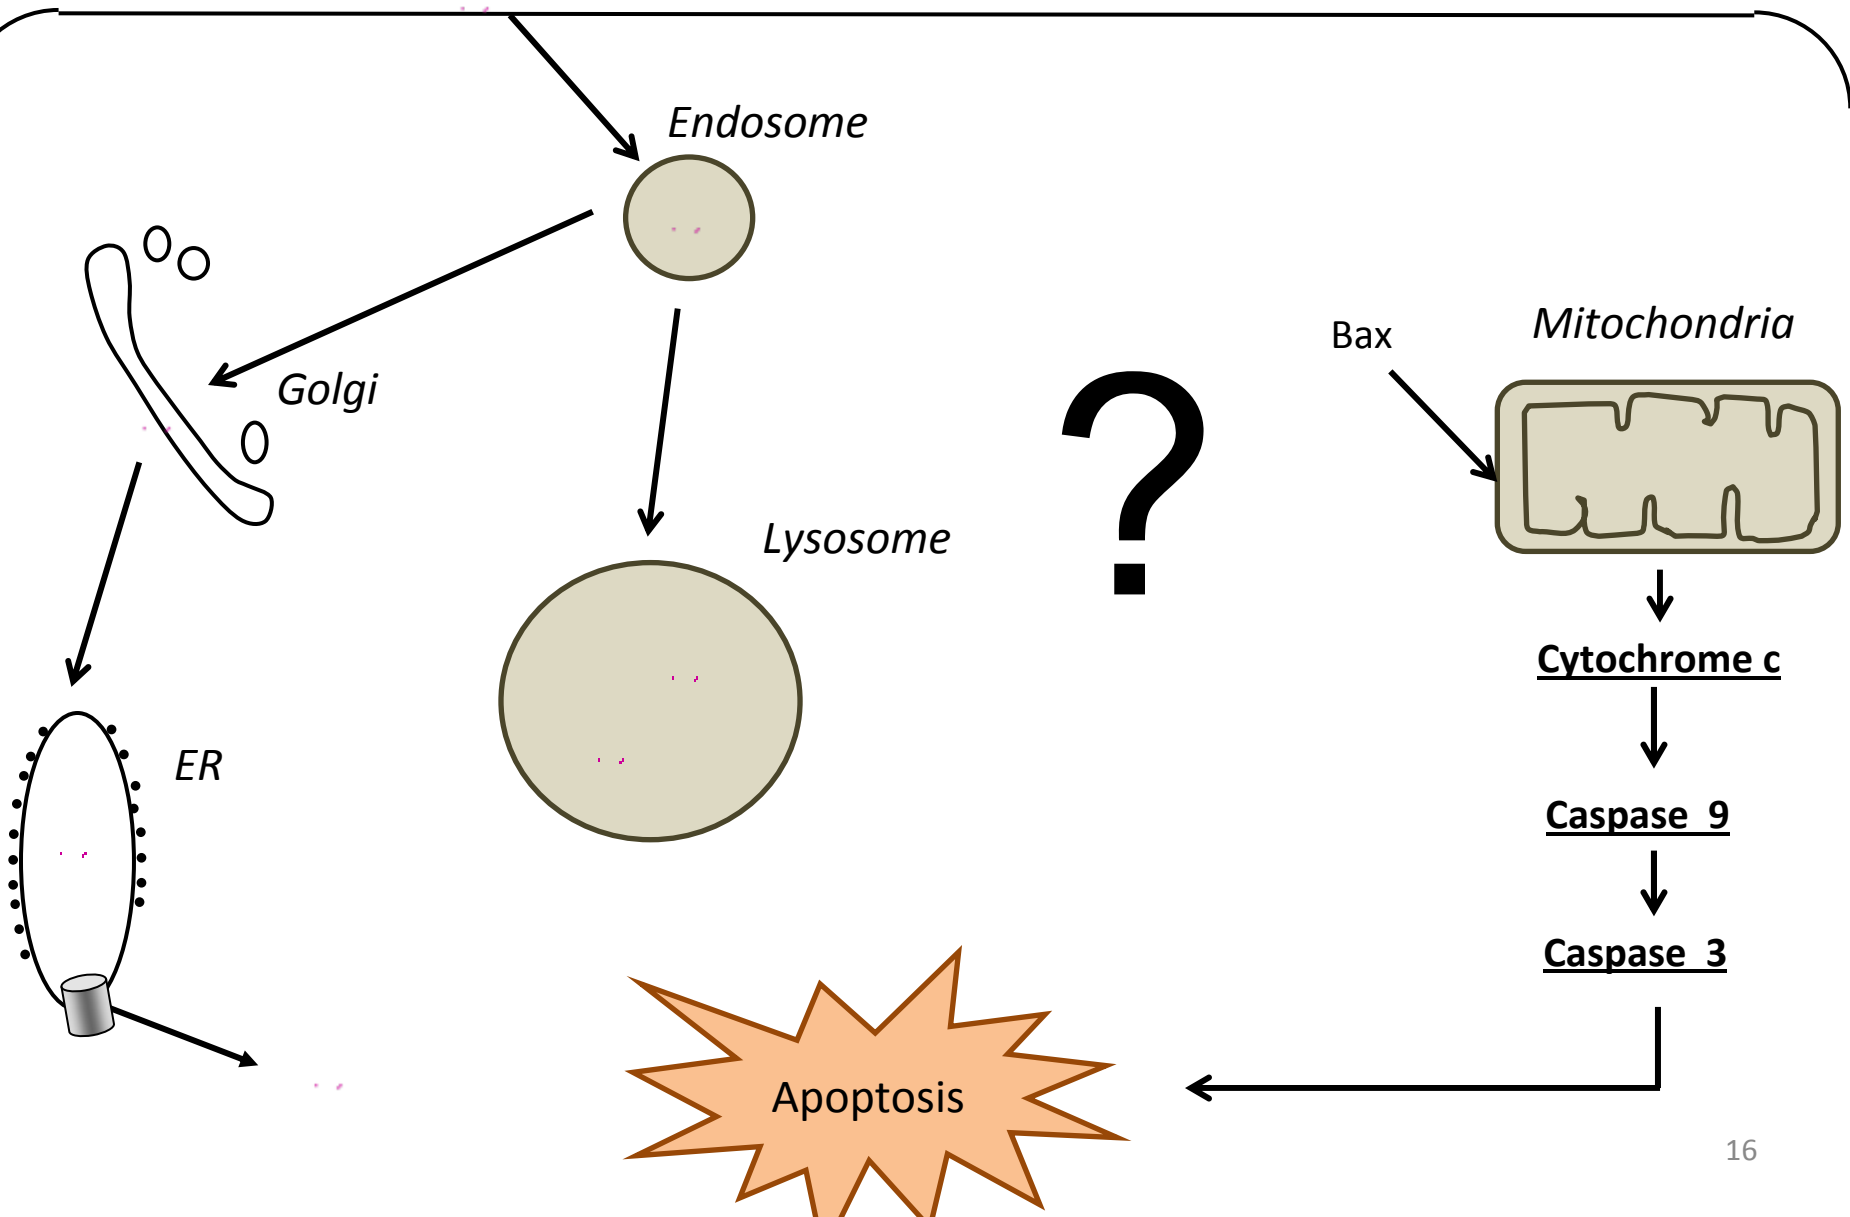 Endosome
Golgi
Bax
Mitochondria
?
Lysosome
Cytochrome c
ER
Caspase  9
Caspase  3
Apoptosis
16